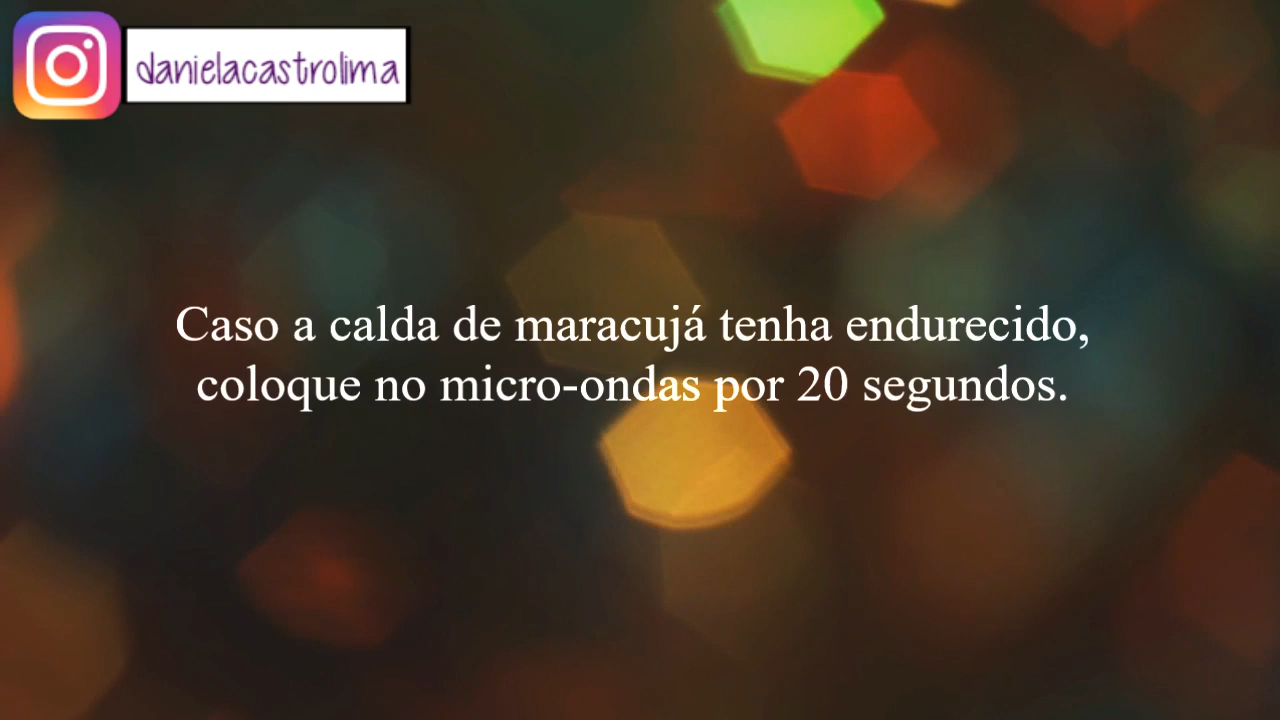 danielacastrolima
Caso a calda de maracujá tenha endurecido,
coloque no micro-ondas por 20 segundos.